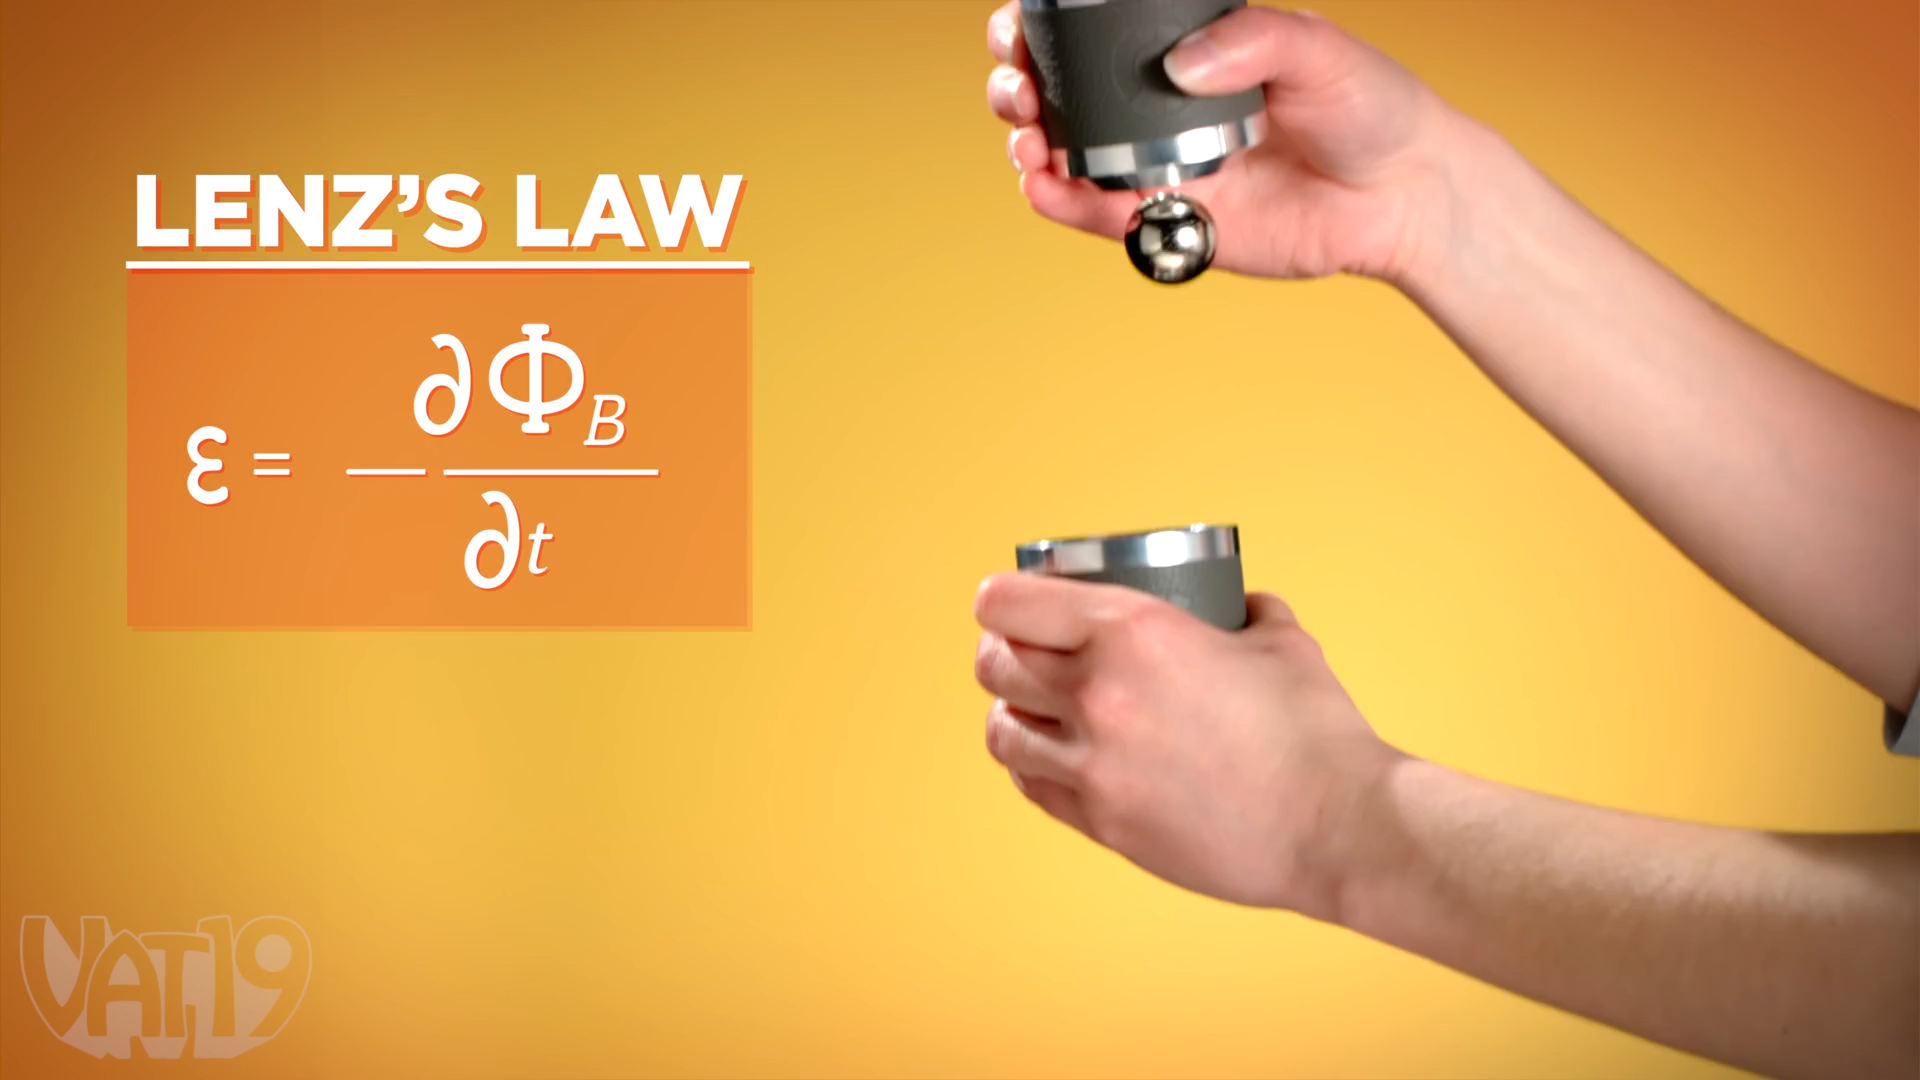 LENZ’S LAW
ε = − ∂Φ_B / ∂t
VAT19